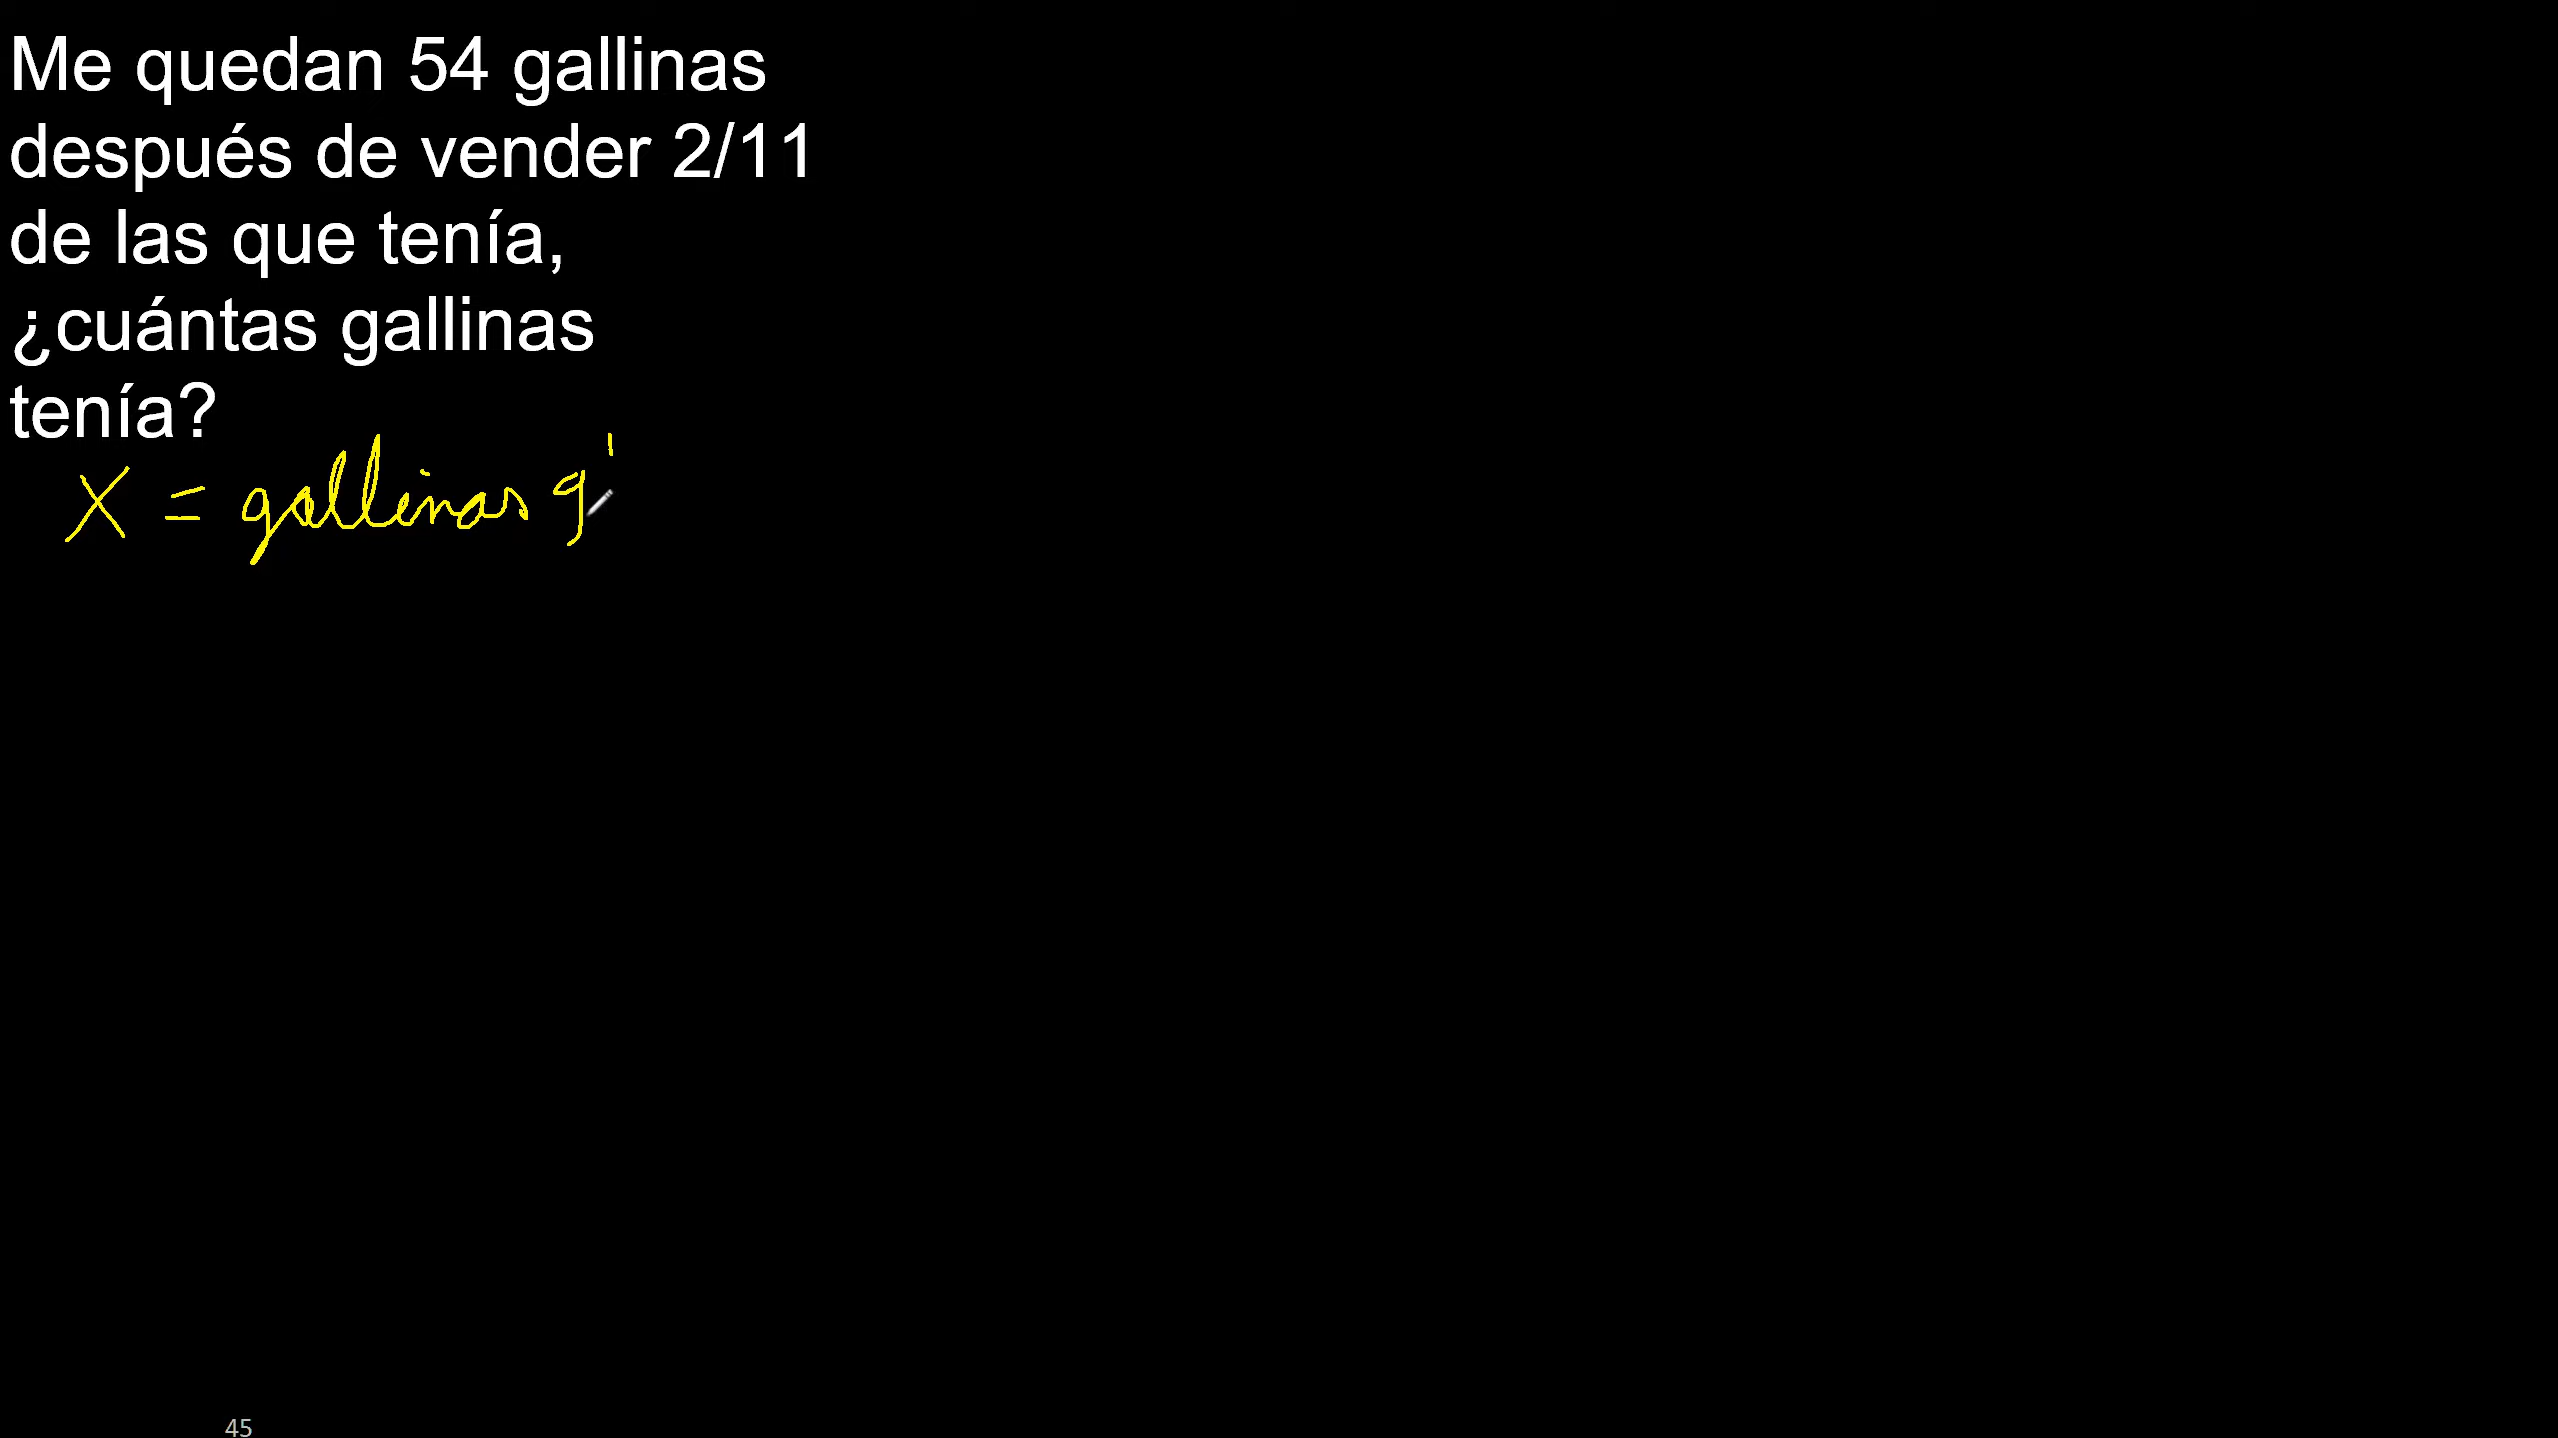 Me quedan 54 gallinas
después de vender 2/11
de las que tenía,
¿cuántas gallinas
tenía?
X = gallinas q'
45